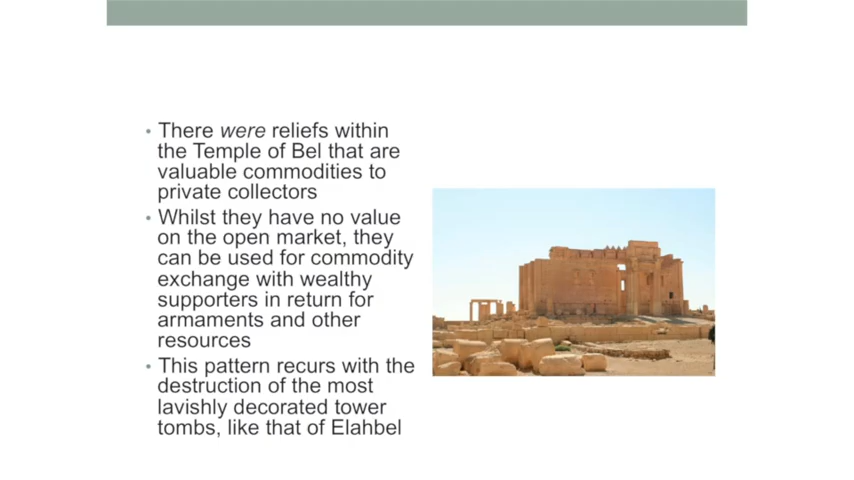 • There were reliefs within
the Temple of Bel that are
valuable commodities to
private collectors
• Whilst they have no value
on the open market, they
can be used for commodity
exchange with wealthy
supporters in return for
armaments and other
resources
• This pattern recurs with the
destruction of the most
lavishly decorated tower
tombs, like that of Elahbel